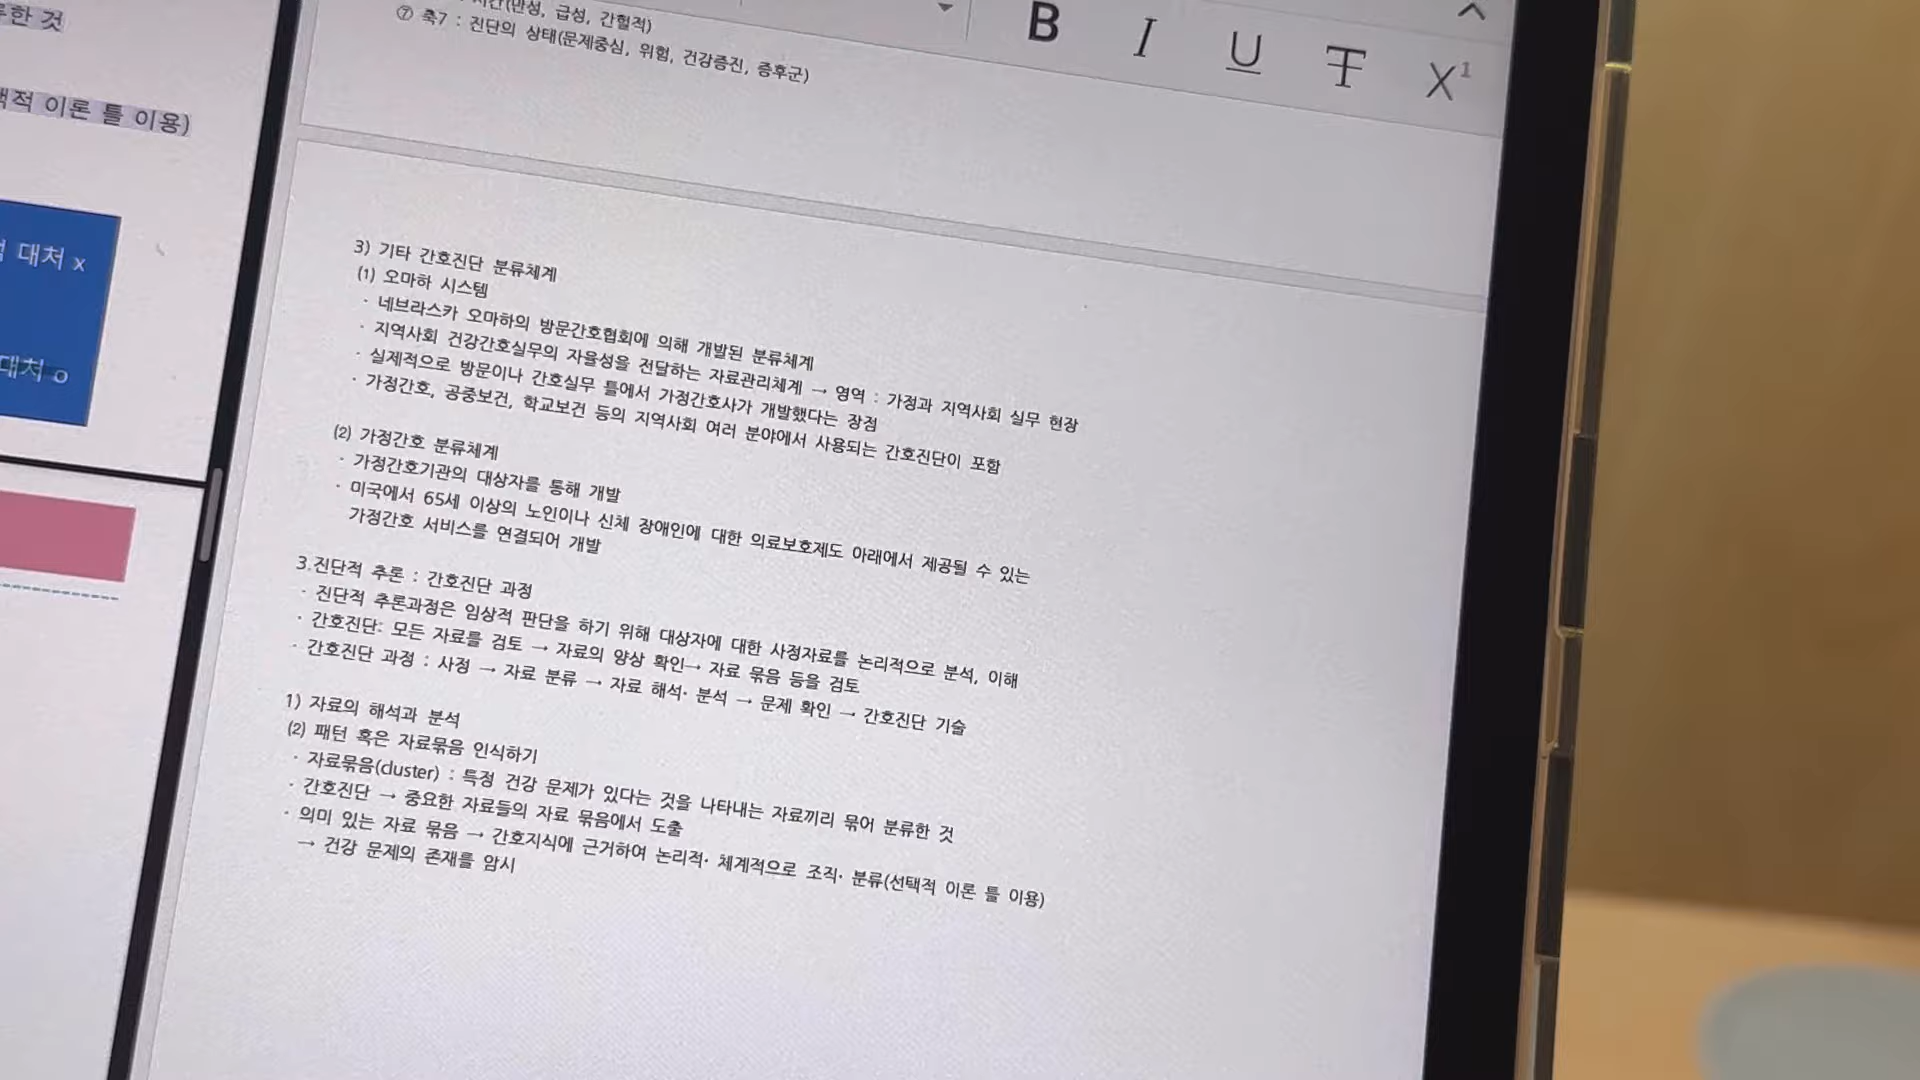 류한 것
택적 이론 틀 이용)
적 대처 x
대처 o
시간(만성, 급성, 간헐적)
⑦ 축7 : 진단의 상태(문제중심, 위험, 건강증진, 증후군)
B I U T X1
3) 기타 간호진단 분류체계
(1) 오마하 시스템
· 네브라스카 오마하의 방문간호협회에 의해 개발된 분류체계
· 지역사회 건강간호실무의 자율성을 전달하는 자료관리체계 → 영역 : 가정과 지역사회 실무 현장
· 실제적으로 방문이나 간호실무 틀에서 가정간호사가 개발했다는 장점
· 가정간호, 공중보건, 학교보건 등의 지역사회 여러 분야에서 사용되는 간호진단이 포함
(2) 가정간호 분류체계
· 가정간호기관의 대상자를 통해 개발
· 미국에서 65세 이상의 노인이나 신체 장애인에 대한 의료보호제도 아래에서 제공될 수 있는
가정간호 서비스를 연결되어 개발
3.진단적 추론 : 간호진단 과정
· 진단적 추론과정은 임상적 판단을 하기 위해 대상자에 대한 사정자료를 논리적으로 분석, 이해
· 간호진단: 모든 자료를 검토 → 자료의 양상 확인→ 자료 묶음 등을 검토
· 간호진단 과정 : 사정 → 자료 분류 → 자료 해석· 분석 → 문제 확인 → 간호진단 기술
1) 자료의 해석과 분석
(2) 패턴 혹은 자료묶음 인식하기
· 자료묶음(cluster) : 특정 건강 문제가 있다는 것을 나타내는 자료끼리 묶어 분류한 것
· 간호진단 → 중요한 자료들의 자료 묶음에서 도출
· 의미 있는 자료 묶음 → 간호지식에 근거하여 논리적· 체계적으로 조직· 분류(선택적 이론 틀 이용)
→ 건강 문제의 존재를 암시